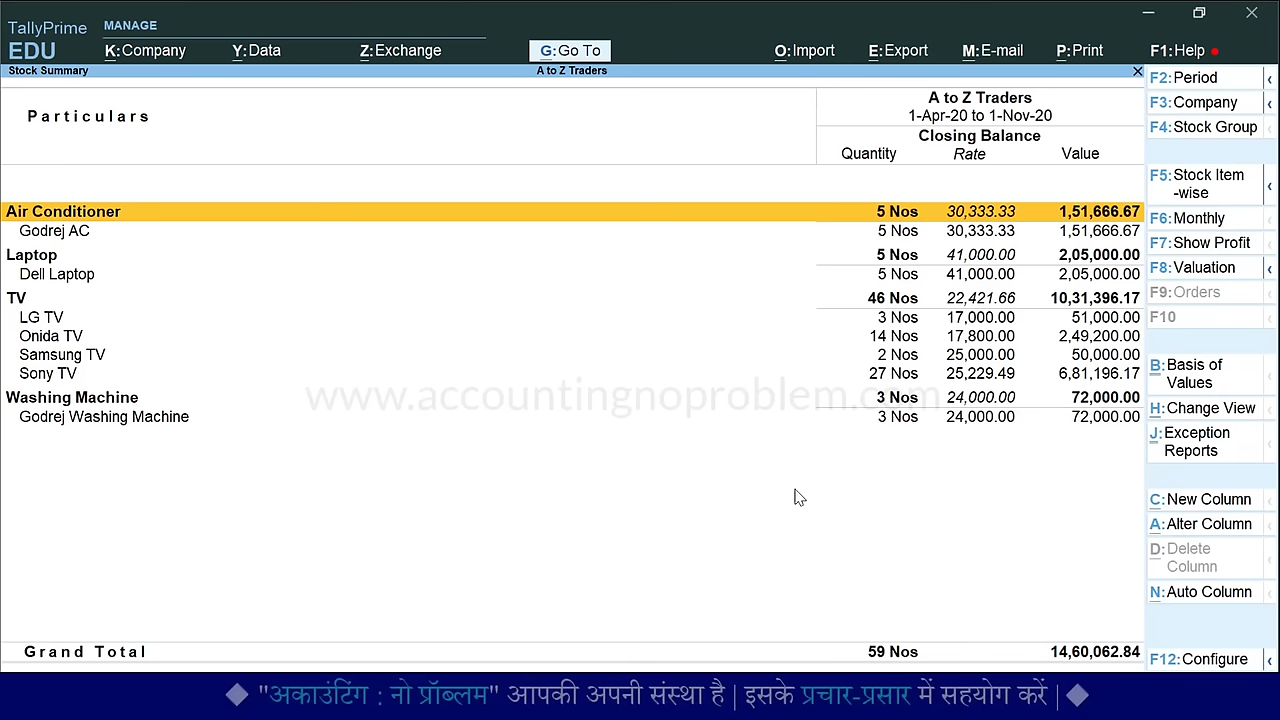 TallyPrime MANAGE
EDU K:Company Y:Data Z:Exchange G:Go To O:Import E:Export M:E-mail P:Print F1:Help
Stock Summary A to Z Traders
Particulars
A to Z Traders
1-Apr-20 to 1-Nov-20
Closing Balance
Quantity Rate Value
Air Conditioner 5 Nos 30,333.33 1,51,666.67
Godrej AC 5 Nos 30,333.33 1,51,666.67
Laptop 5 Nos 41,000.00 2,05,000.00
Dell Laptop 5 Nos 41,000.00 2,05,000.00
TV 46 Nos 22,421.66 10,31,396.17
LG TV 3 Nos 17,000.00 51,000.00
Onida TV 14 Nos 17,800.00 2,49,200.00
Samsung TV 2 Nos 25,000.00 50,000.00
Sony TV 27 Nos 25,229.49 6,81,196.17
Washing Machine 3 Nos 24,000.00 72,000.00
Godrej Washing Machine 3 Nos 24,000.00 72,000.00
www.accountingnoproblem.com
Grand Total 59 Nos 14,60,062.84
F2:Period
F3:Company
F4:Stock Group
F5:Stock Item
-wise
F6:Monthly
F7:Show Profit
F8:Valuation
F9:Orders
F10
B:Basis of
Values
H:Change View
J:Exception
Reports
C:New Column
A:Alter Column
D:Delete
Column
N:Auto Column
F12:Configure
"अकाउंटिंग : नो प्रॉब्लम" आपकी अपनी संस्था है | इसके प्रचार-प्रसार में सहयोग करें |